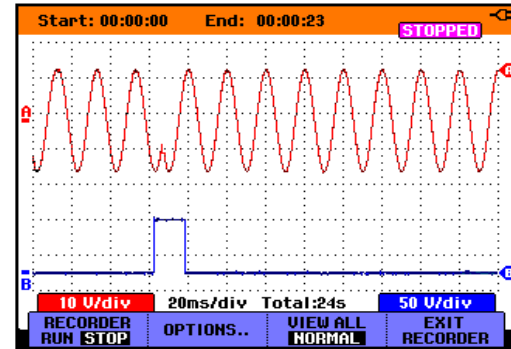 Start: 00:00:00 End: 00:00:23
STOPPED
A
B
10 V/div 20ms/div Total:24s 50 V/div
RECORDER OPTIONS.. VIEW ALL EXIT
RUN STOP NORMAL RECORDER